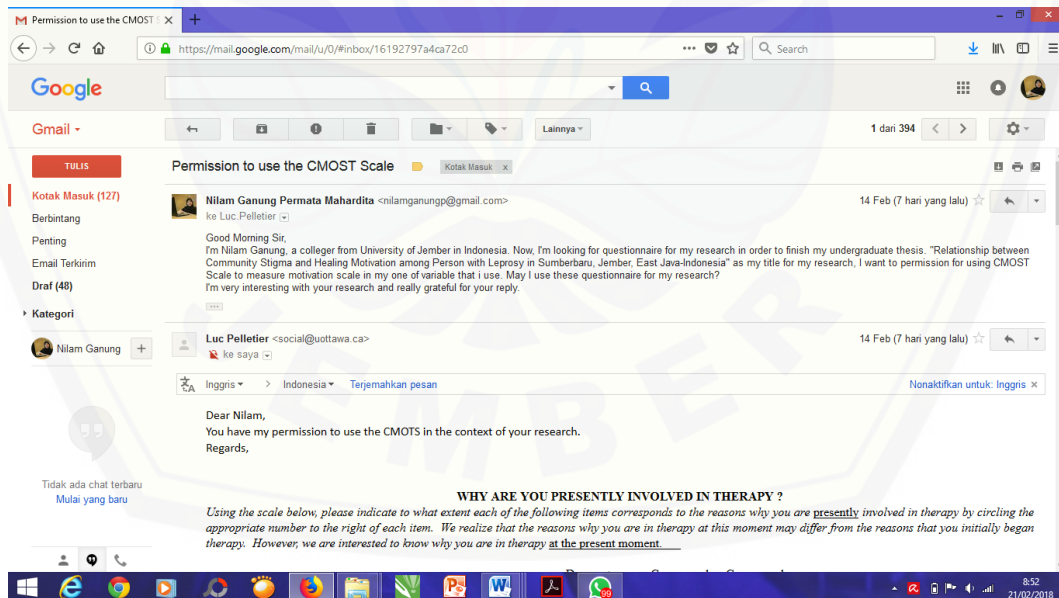 Permission to use the CMOST S
https://mail.google.com/mail/u/0/#inbox/16192797a4ca72c0
Search
Google
Gmail
Lainnya
1 dari 394
TULIS
Permission to use the CMOST Scale
Kotak Masuk x
Kotak Masuk (127)
Berbintang
Penting
Email Terkirim
Draf (48)
Kategori
Nilam Ganung
Nilam Ganung Permata Mahardita <nilamganungp@gmail.com>
14 Feb (7 hari yang lalu)
ke Luc.Pelletier
Good Morning Sir,
I'm Nilam Ganung, a colleger from University of Jember in Indonesia. Now, I'm looking for questionnaire for my research in order to finish my undergraduate thesis. "Relationship between
Community Stigma and Healing Motivation among Person with Leprosy in Sumberbaru, Jember, East Java-Indonesia" as my title for my research, I want to permission for using CMOST
Scale to measure motivation scale in my one of variable that i use. May I use these questionnaire for my research?
I'm very interesting with your research and really grateful for your reply.
Luc Pelletier <social@uottawa.ca>
14 Feb (7 hari yang lalu)
ke saya
Inggris > Indonesia Terjemahkan pesan
Nonaktifkan untuk: Inggris x
Dear Nilam,
You have my permission to use the CMOTS in the context of your research.
Regards,
Tidak ada chat terbaru
Mulai yang baru
WHY ARE YOU PRESENTLY INVOLVED IN THERAPY ?
Using the scale below, please indicate to what extent each of the following items corresponds to the reasons why you are presently involved in therapy by circling the
appropriate number to the right of each item. We realize that the reasons why you are in therapy at this moment may differ from the reasons that you initially began
therapy. However, we are interested to know why you are in therapy at the present moment.
EMBER
99
8:52
21/02/2018